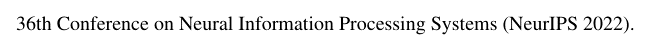 36th Conference on Neural Information Processing Systems (NeurIPS 2022).